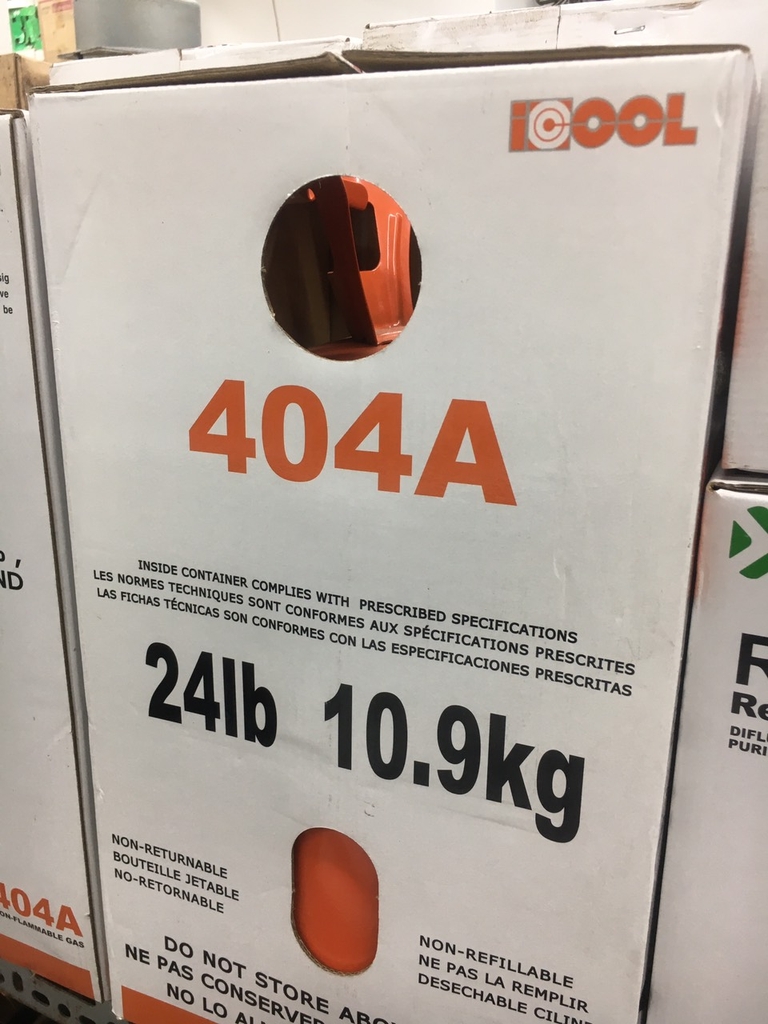 iCOOL
404A
INSIDE CONTAINER COMPLIES WITH PRESCRIBED SPECIFICATIONS
LES NORMES TECHNIQUES SONT CONFORMES AUX SPÉCIFICATIONS PRESCRITES
LAS FICHAS TÉCNICAS SON CONFORMES CON LAS ESPECIFICACIONES PRESCRITAS
24lb 10.9kg
NON-RETURNABLE
BOUTEILLE JETABLE
NO-RETORNABLE
NON-REFILLABLE
NE PAS LA REMPLIR
DESECHABLE
DO NOT STORE
NE PAS
NO LO
be
404A
GAS